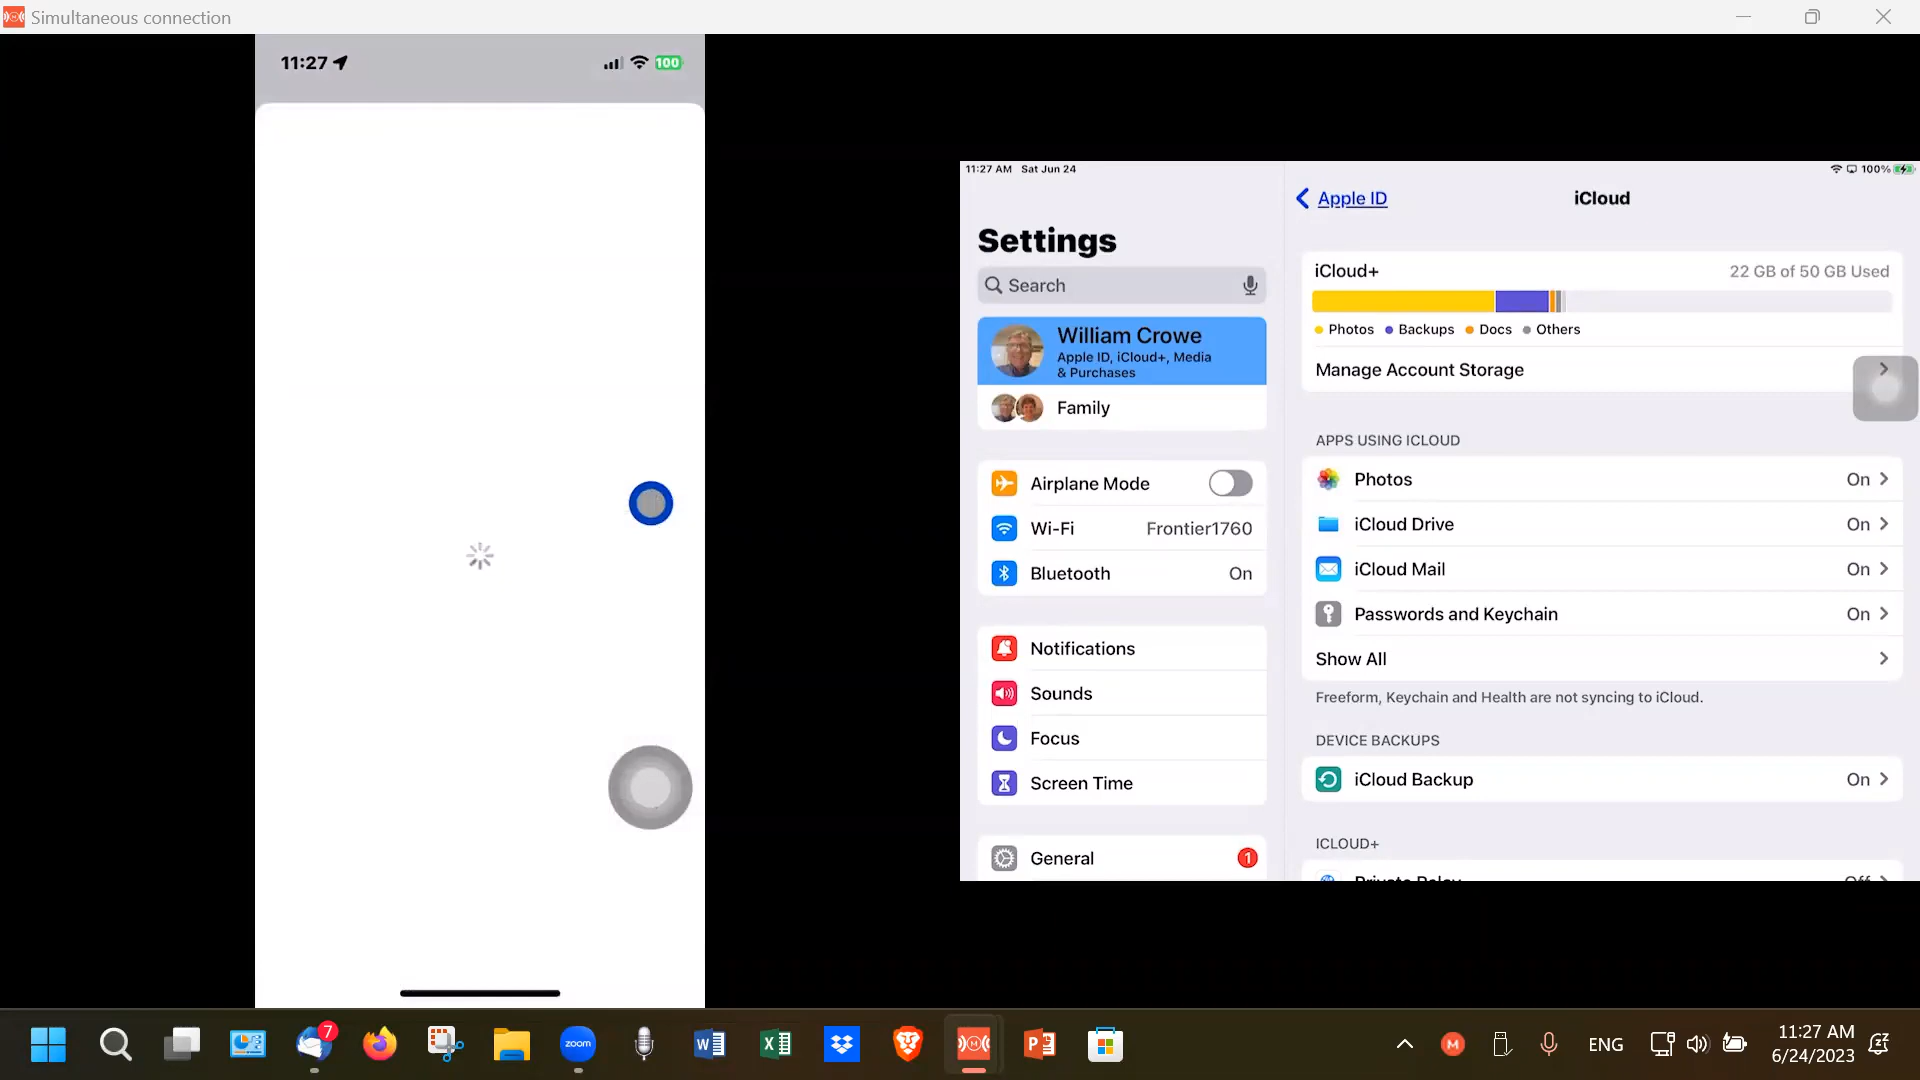 Simultaneous connection
11:27
100
11:27 AM Sat Jun 24
100%
Settings
Search
William Crowe
Apple ID, iCloud+, Media
& Purchases
Family
Airplane Mode
Wi-Fi Frontier1760
Bluetooth On
Notifications
Sounds
Focus
Screen Time
General 1
Apple ID
iCloud
iCloud+ 22 GB of 50 GB Used
Photos Backups Docs Others
Manage Account Storage
APPS USING ICLOUD
Photos On
iCloud Drive On
iCloud Mail On
Passwords and Keychain On
Show All
Freeform, Keychain and Health are not syncing to iCloud.
DEVICE BACKUPS
iCloud Backup On
ICLOUD+
Private Relay Off
7
zoom
ENG
11:27 AM
6/24/2023